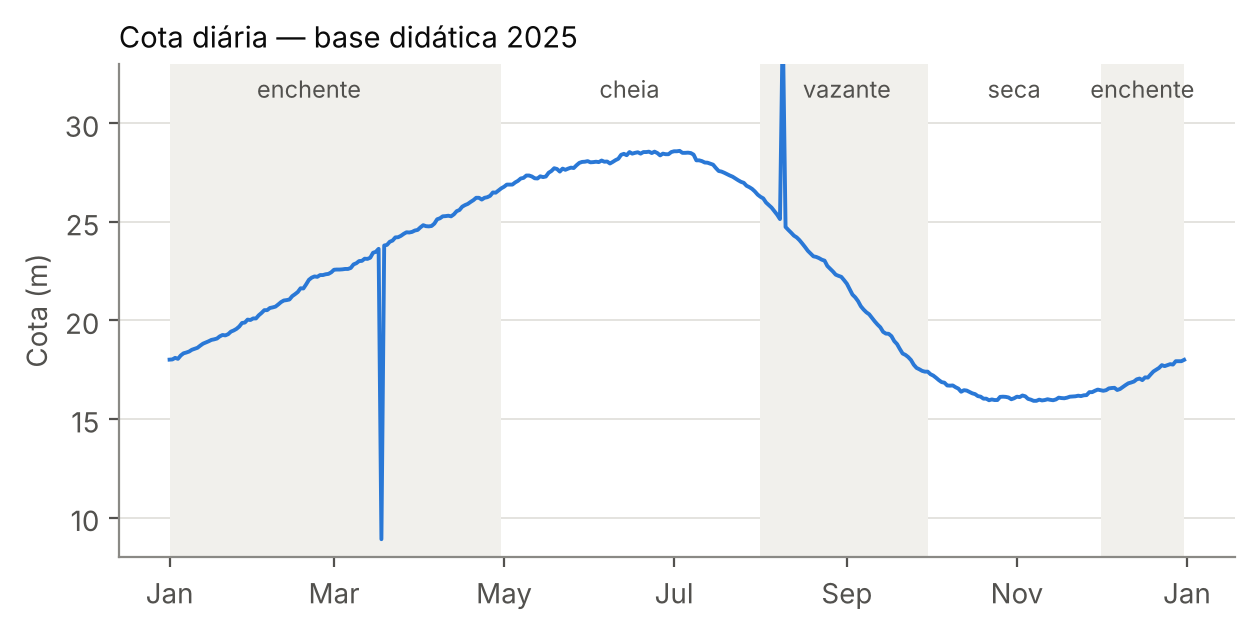 Cota diária — base didática 2025
enchente cheia vazante seca enchente
30
25
20
15
10
Cota (m)
Jan Mar May Jul Sep Nov Jan